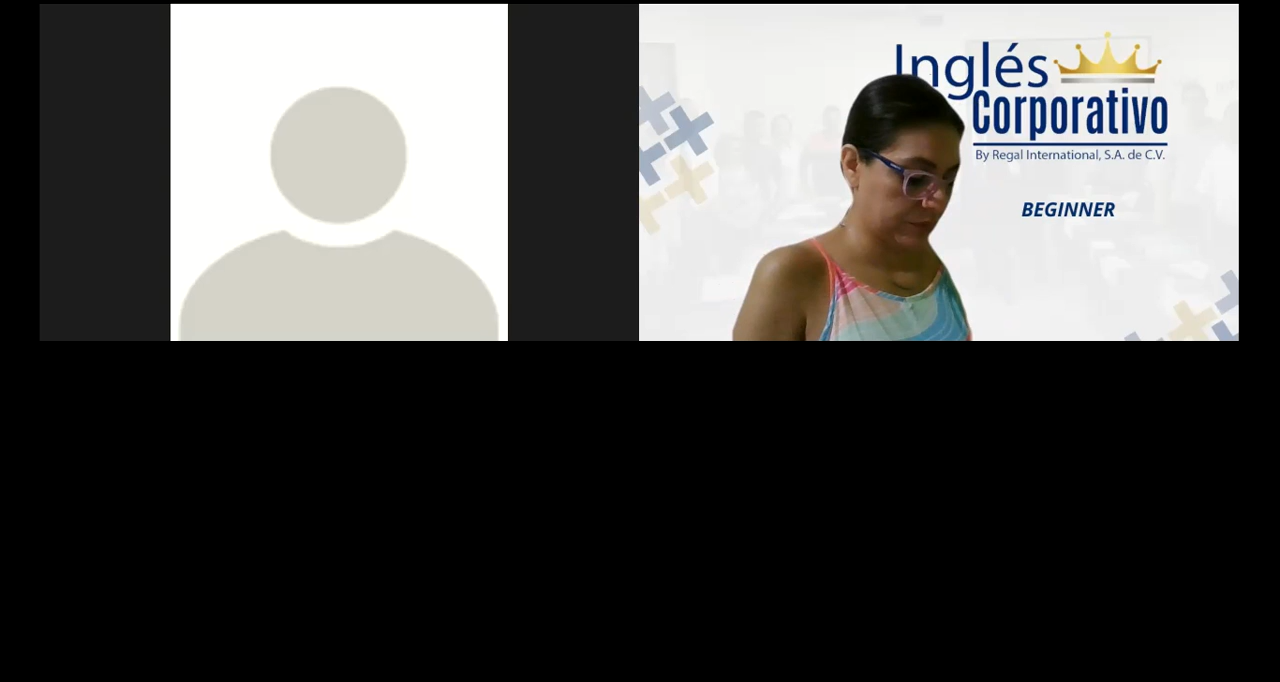 Inglés
Corporativo
By Regal International, S.A. de C.V.
BEGINNER